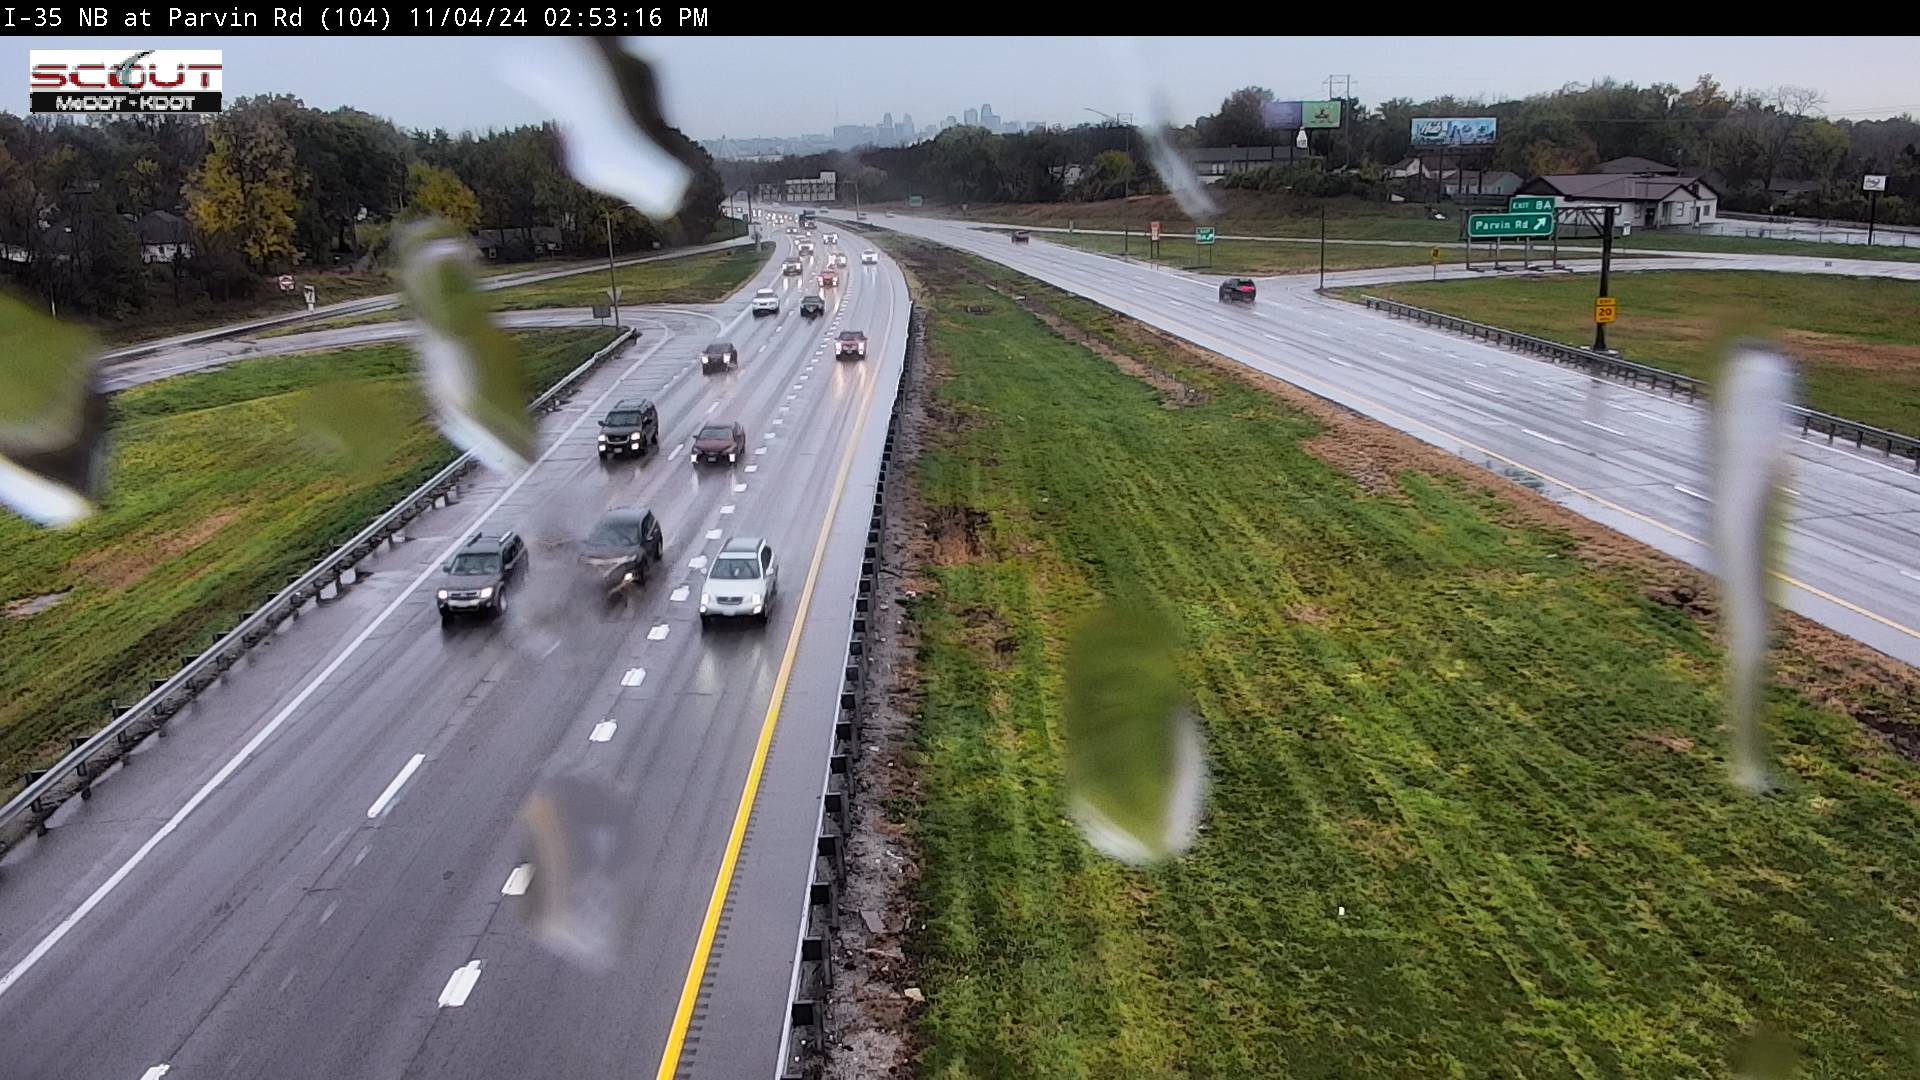 I-35 NB at Parvin Rd (104) 11/04/24 02:53:16 PM
SCOUT
MoDOT - KDOT
EXIT 8A
Parvin Rd
EXIT
20